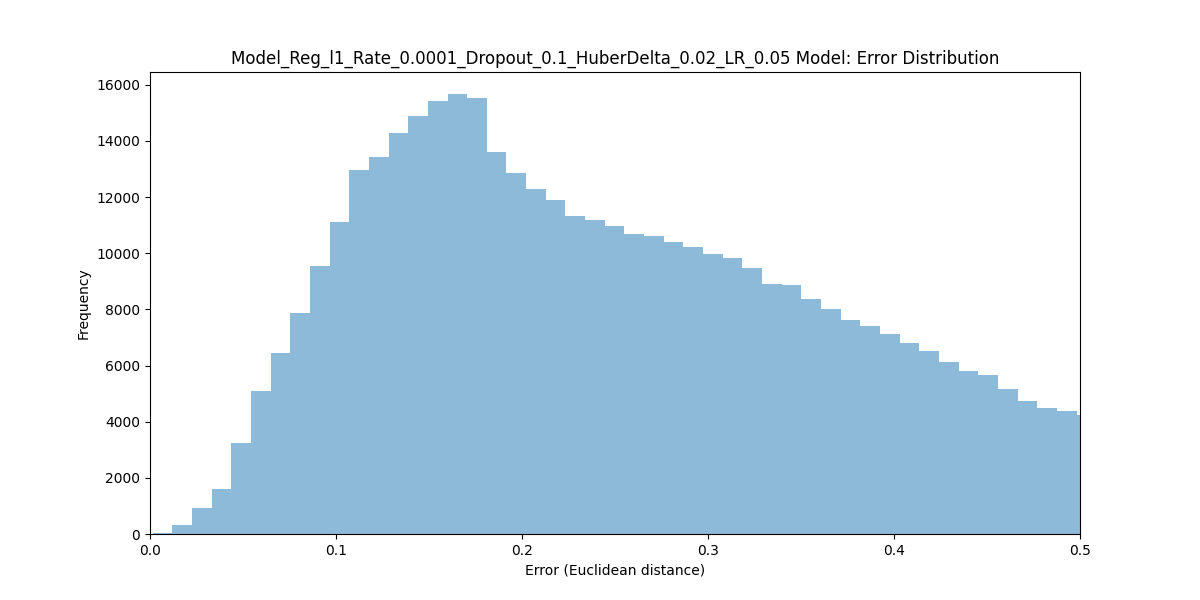 Model_Reg_l1_Rate_0.0001_Dropout_0.1_HuberDelta_0.02_LR_0.05 Model: Error Distribution
16000
14000
12000
10000
8000
6000
4000
2000
0
Frequency
0.0 0.1 0.2 0.3 0.4 0.5
Error (Euclidean distance)